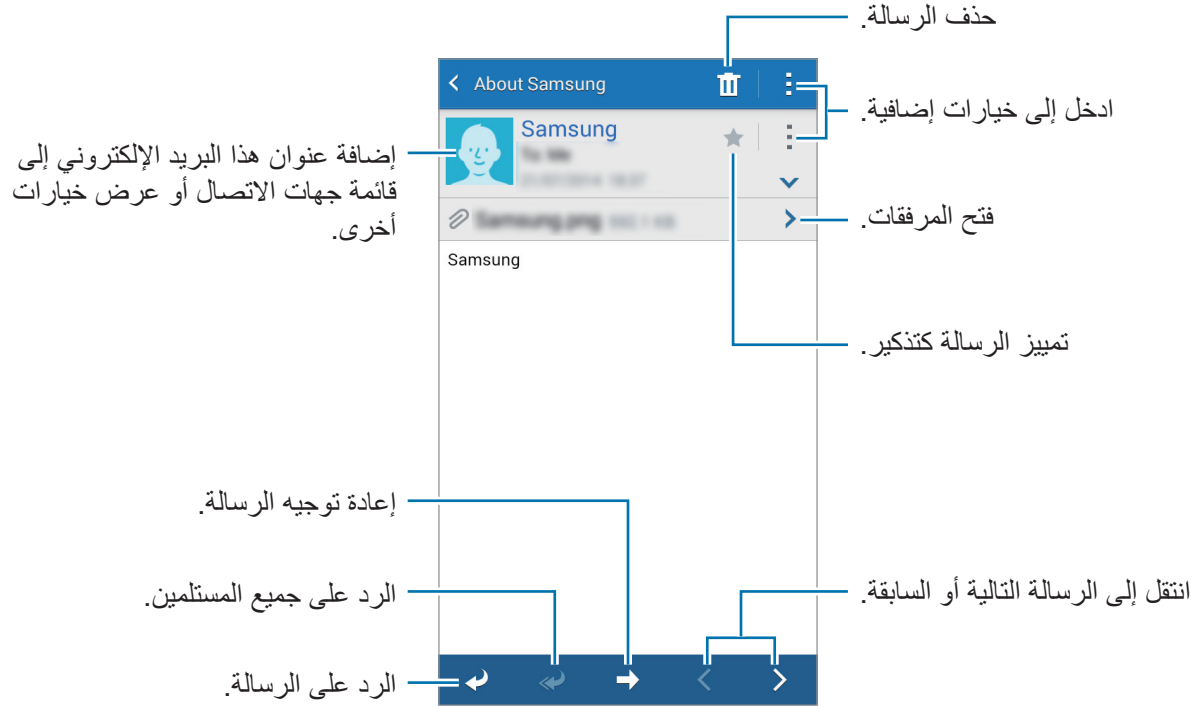 حذف الرسالة.
About Samsung
ادخل إلى خيارات إضافية.
Samsung
إضافة عنوان هذا البريد الإلكتروني إلى
قائمة جهات الاتصال أو عرض خيارات
أخرى.
فتح المرفقات.
Samsung
تمييز الرسالة كتذكير.
إعادة توجيه الرسالة.
الرد على جميع المستلمين.
انتقل إلى الرسالة التالية أو السابقة.
الرد على الرسالة.